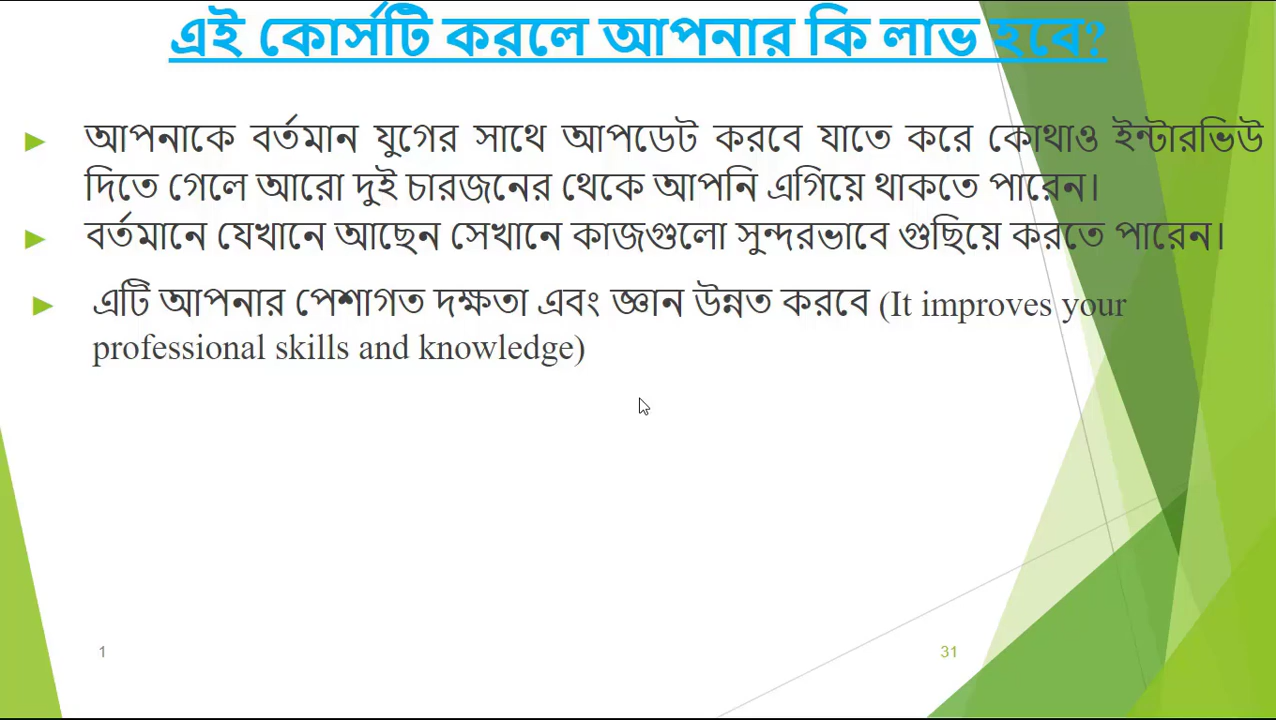 এই কোর্সটি করলে আপনার কি লাভ হবে?
আপনাকে বর্তমান যুগের সাথে আপডেট করবে যাতে করে কোথাও ইন্টারভিউ
দিতে গেলে আরো দুই চারজনের থেকে আপনি এগিয়ে থাকতে পারেন।
বর্তমানে যেখানে আছেন সেখানে কাজগুলো সুন্দরভাবে গুছিয়ে করতে পারেন।
এটি আপনার পেশাগত দক্ষতা এবং জ্ঞান উন্নত করবে (It improves your
professional skills and knowledge)
1
31